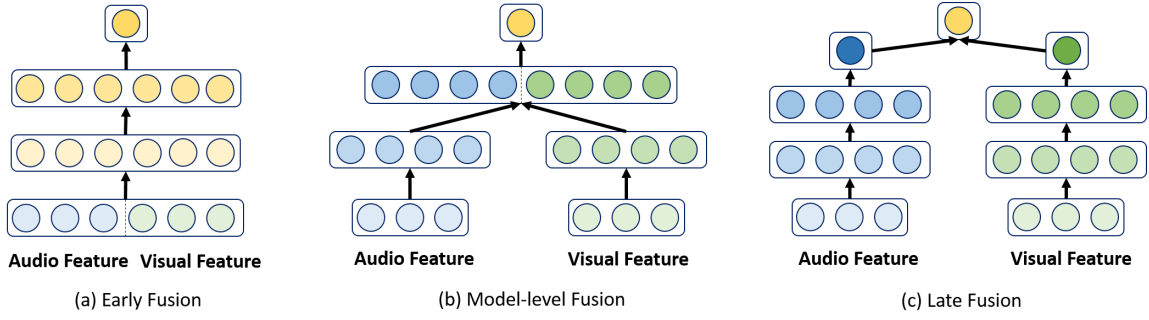 Audio Feature Visual Feature
(a) Early Fusion
Audio Feature
Visual Feature
(b) Model-level Fusion
Audio Feature
Visual Feature
(c) Late Fusion